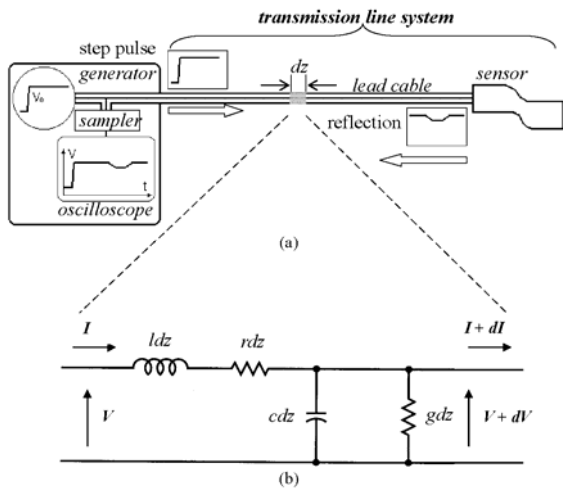 transmission line system
step pulse
generator
dz
lead cable
sensor
V₀
sampler
reflection
V
t
oscilloscope
(a)
I
ldz
rdz
I + dI
V
cdz
gdz
V + dV
(b)